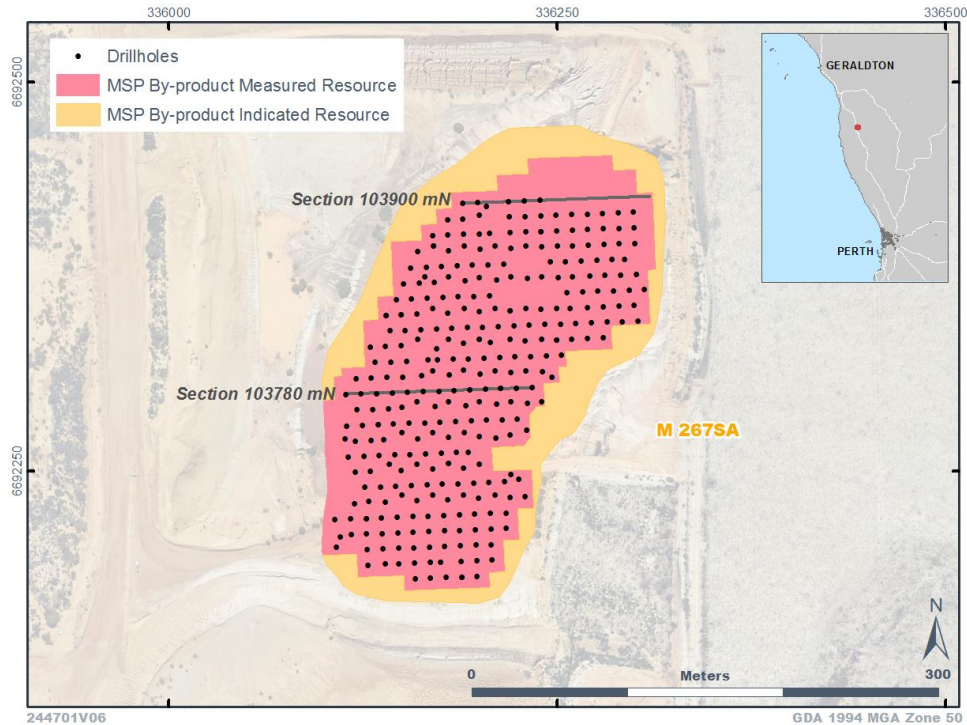 336000
336250
336500
6692500
6692250
Drillholes
MSP By-product Measured Resource
MSP By-product Indicated Resource
GERALDTON
PERTH
Section 103900 mN
Section 103780 mN
M 267SA
N
0
Meters
300
244701V06
GDA 1994 MGA Zone 50